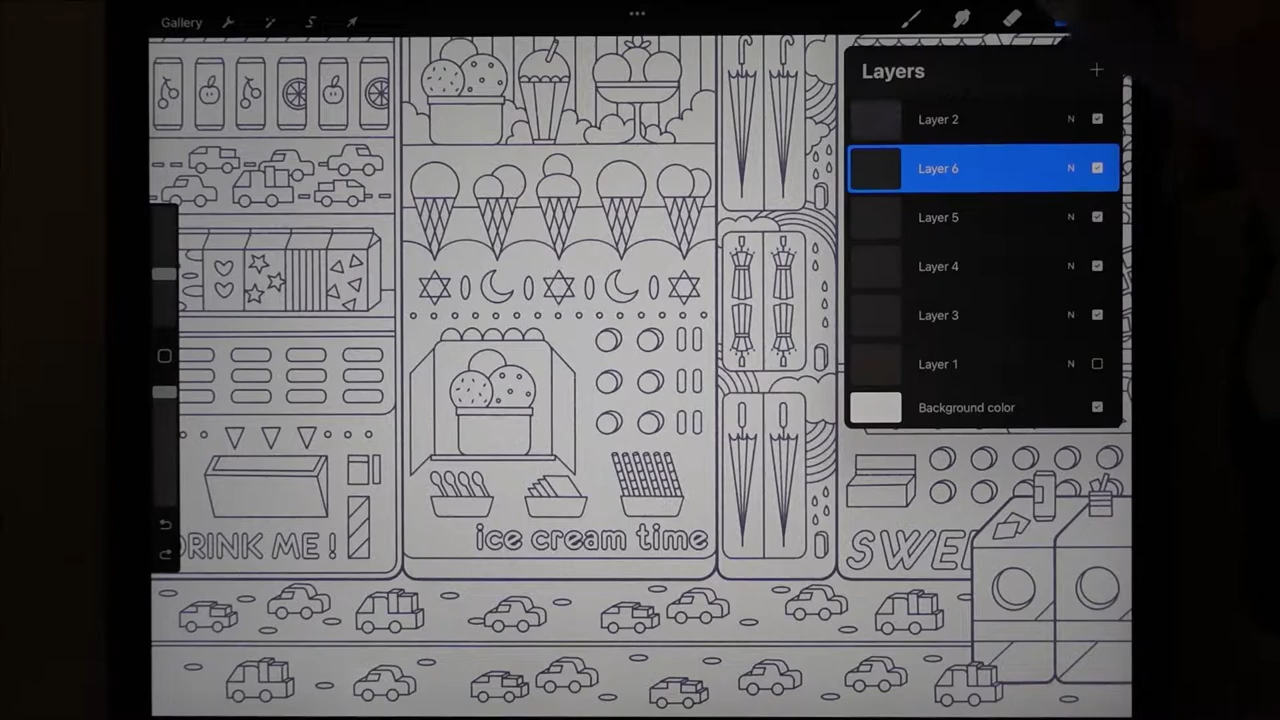 Gallery
Layers
Layer 2 N
Layer 6 N
Layer 5 N
Layer 4 N
Layer 3 N
Layer 1 N
Background color
DRINK ME!
ice cream time
SWE